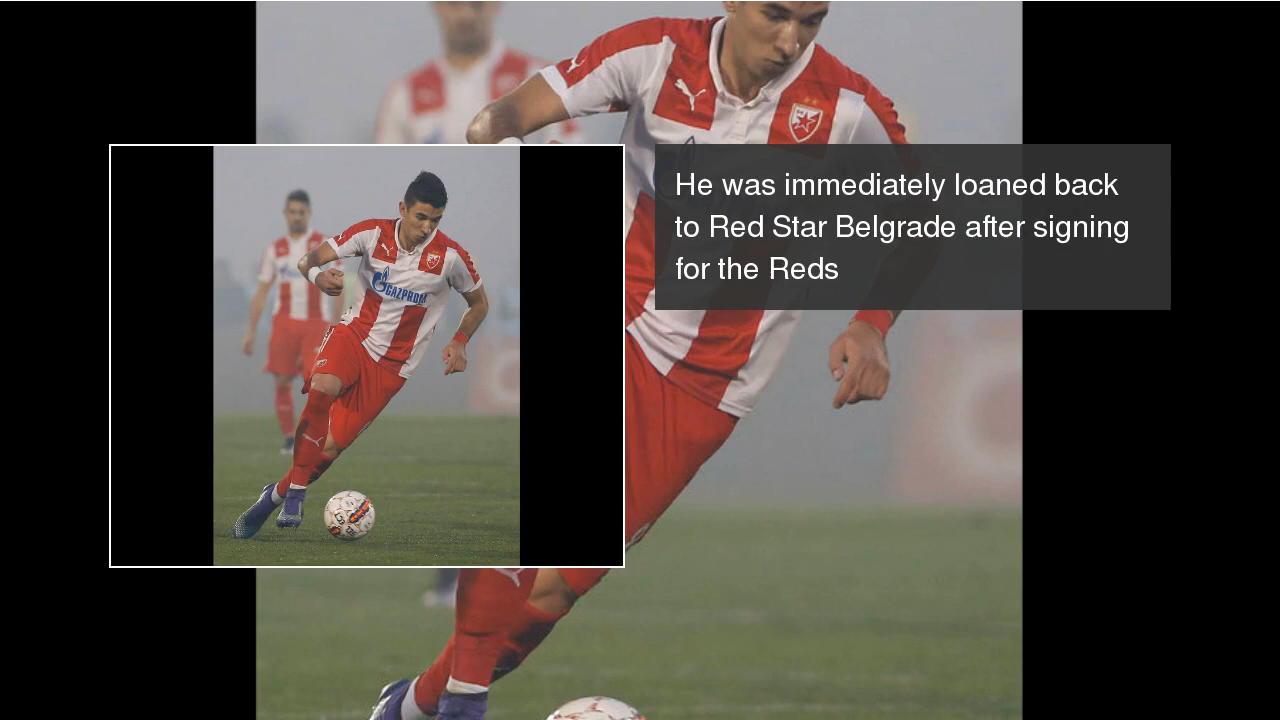 He was immediately loaned back
to Red Star Belgrade after signing
for the Reds
GAZPROM